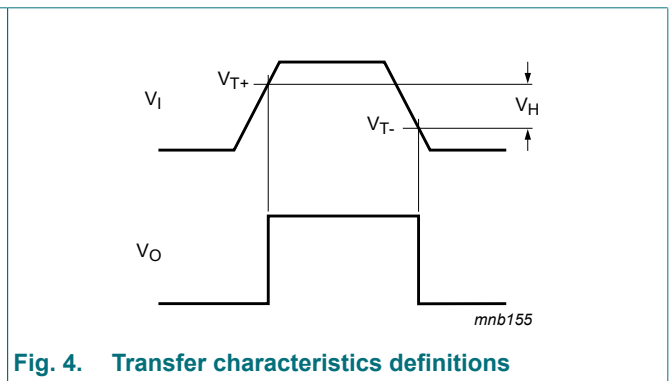 VT+
VI
VH
VT-
VO
mnb155
Fig. 4. Transfer characteristics definitions